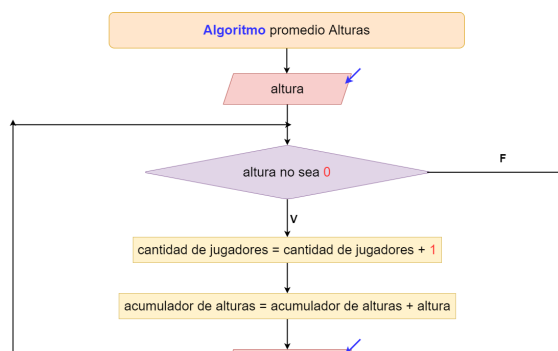 Algoritmo promedio Alturas
altura
altura no sea 0
F
V
cantidad de jugadores = cantidad de jugadores + 1
acumulador de alturas = acumulador de alturas + altura